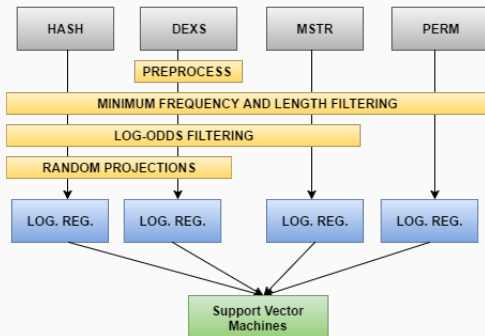 HASH DEXS MSTR PERM
PREPROCESS
MINIMUM FREQUENCY AND LENGTH FILTERING
LOG-ODDS FILTERING
RANDOM PROJECTIONS
LOG. REG. LOG. REG. LOG. REG. LOG. REG.
Support Vector
Machines